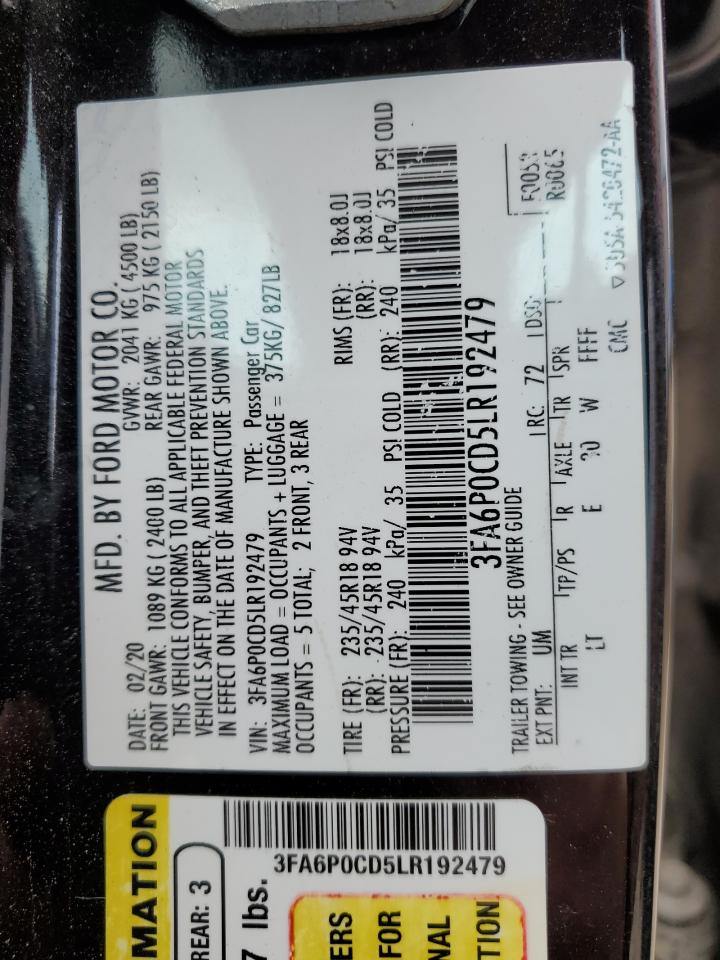 MFD. BY FORD MOTOR CO.
DATE: 02/20 GVWR: 2041 KG ( 4500 LB)
FRONT GAWR: 1089 KG ( 2400 LB) REAR GAWR: 975 KG ( 2150 LB)
THIS VEHICLE CONFORMS TO ALL APPLICABLE FEDERAL MOTOR
VEHICLE SAFETY, BUMPER, AND THEFT PREVENTION STANDARDS
IN EFFECT ON THE DATE OF MANUFACTURE SHOWN ABOVE.
VIN: 3FA6P0CD5LR192479 TYPE: Passenger Car
MAXIMUM LOAD = OCCUPANTS + LUGGAGE = 375KG/ 827LB
OCCUPANTS = 5 TOTAL; 2 FRONT, 3 REAR
TIRE (FR): 235/45R18 94V RIMS (FR): 18x8.0J
(RR): 235/45R18 94V (RR): 18x8.0J
PRESSURE (FR): 240 kPa/ 35 PSI COLD (RR): 240 kPa/ 35 PSI COLD
3FA6P0CD5LR192479
TRAILER TOWING - SEE OWNER GUIDE
EXT PNT: UM RC: 72 DSO:
INT TR TP/PS R AXLE TR SPR
LT E W FFFF
R0065
CMC
MATION
REAR: 3
7 lbs.
3FA6P0CD5LR192479
ERS
FOR
NAL
TION